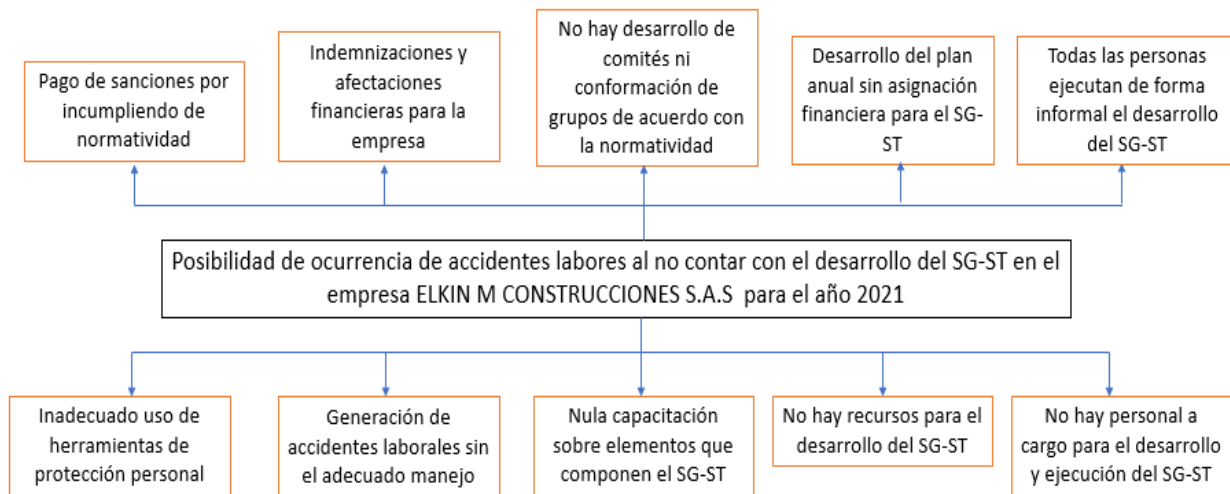 Pago de sanciones por
incumpliendo de
normatividad
Indemnizaciones y
afectaciones
financieras para la
empresa
No hay desarrollo de
comités ni
conformación de
grupos de acuerdo con
la normatividad
Desarrollo del plan
anual sin asignación
financiera para el SG-
ST
Todas las personas
ejecutan de forma
informal el desarrollo
del SG-ST
Posibilidad de ocurrencia de accidentes labores al no contar con el desarrollo del SG-ST en el
empresa ELKIN M CONSTRUCCIONES S.A.S para el año 2021
Inadecuado uso de
herramientas de
protección personal
Generación de
accidentes laborales sin
el adecuado manejo
Nula capacitación
sobre elementos que
componen el SG-ST
No hay recursos para el
desarrollo del SG-ST
No hay personal a
cargo para el desarrollo
y ejecución del SG-ST